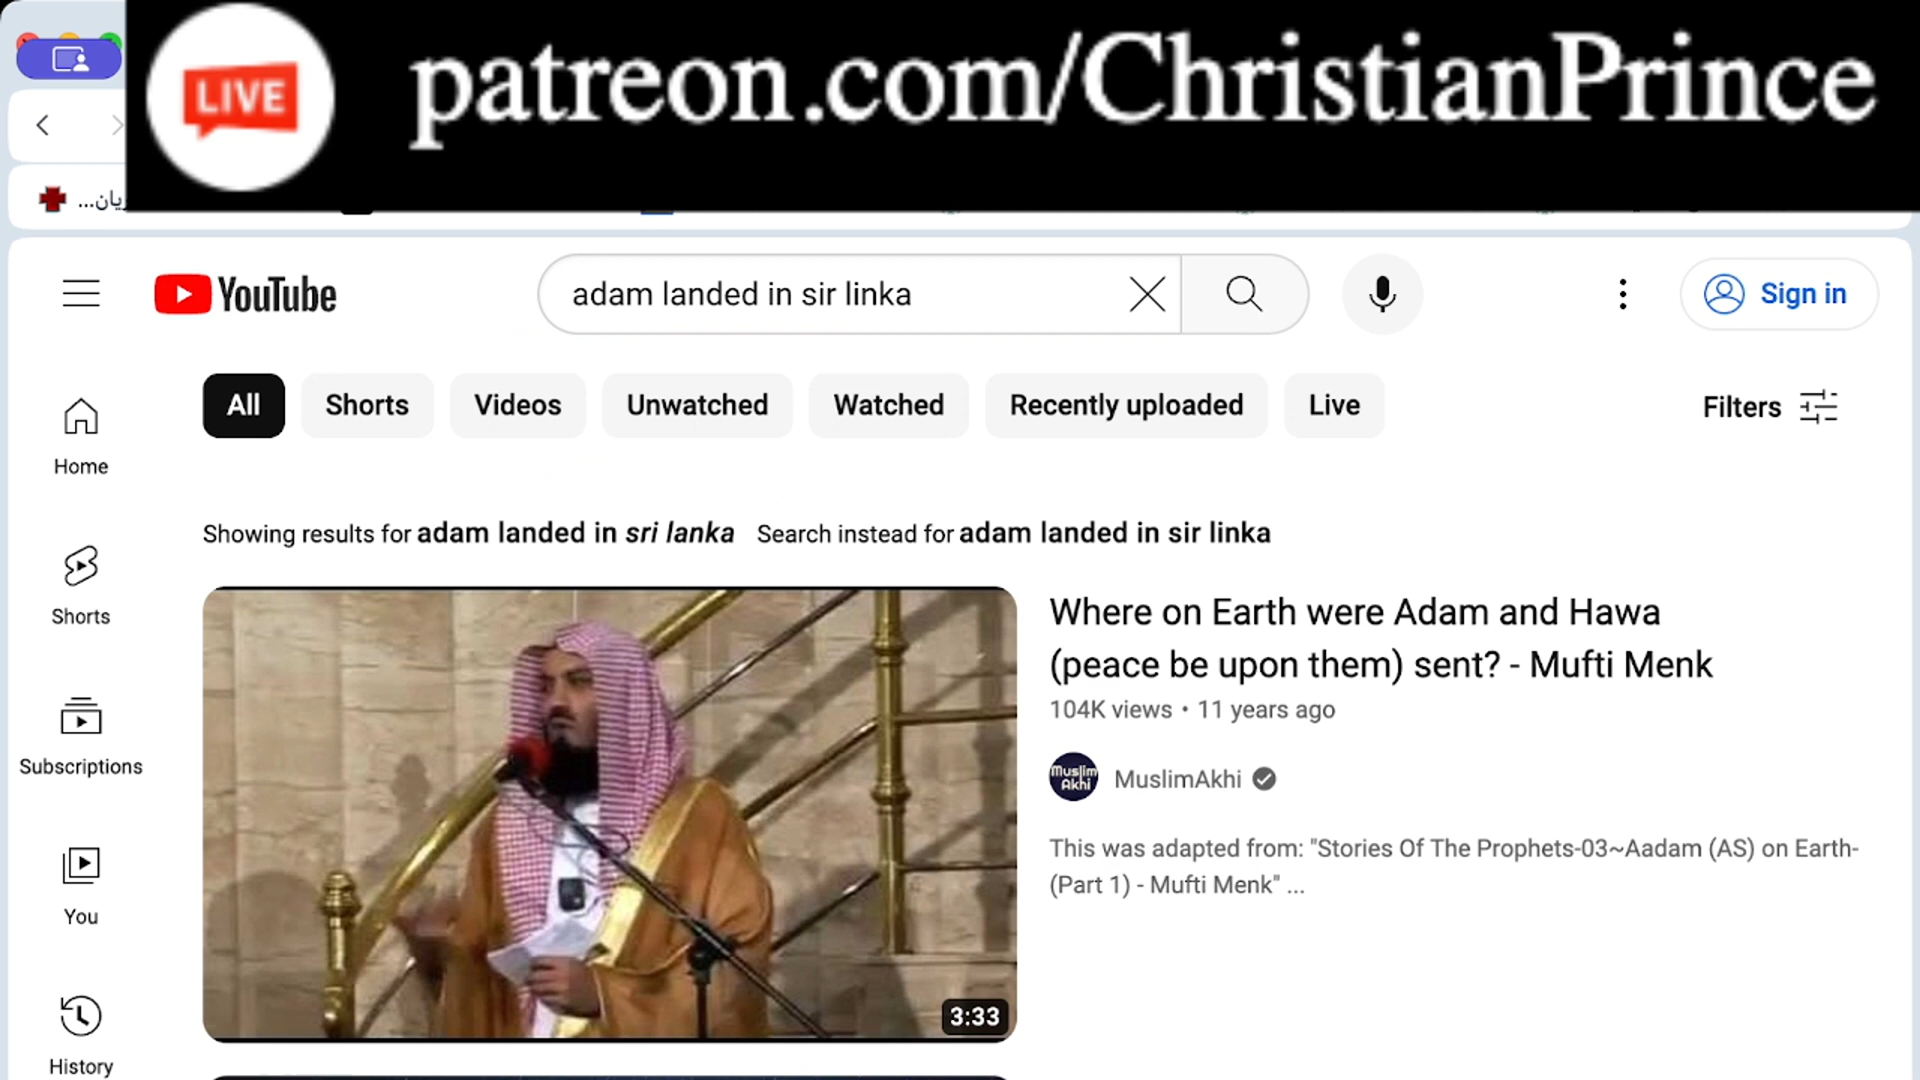 LIVE
patreon.com/ChristianPrince
YouTube
adam landed in sir linka
Sign in
All
Shorts
Videos
Unwatched
Watched
Recently uploaded
Live
Filters
Home
Shorts
Subscriptions
You
History
Showing results for adam landed in sri lanka Search instead for adam landed in sir linka
3:33
Where on Earth were Adam and Hawa
(peace be upon them) sent? - Mufti Menk
104K views • 11 years ago
Muslim
Akhi
MuslimAkhi
This was adapted from: "Stories Of The Prophets-03~Aadam (AS) on Earth-
(Part 1) - Mufti Menk" ...